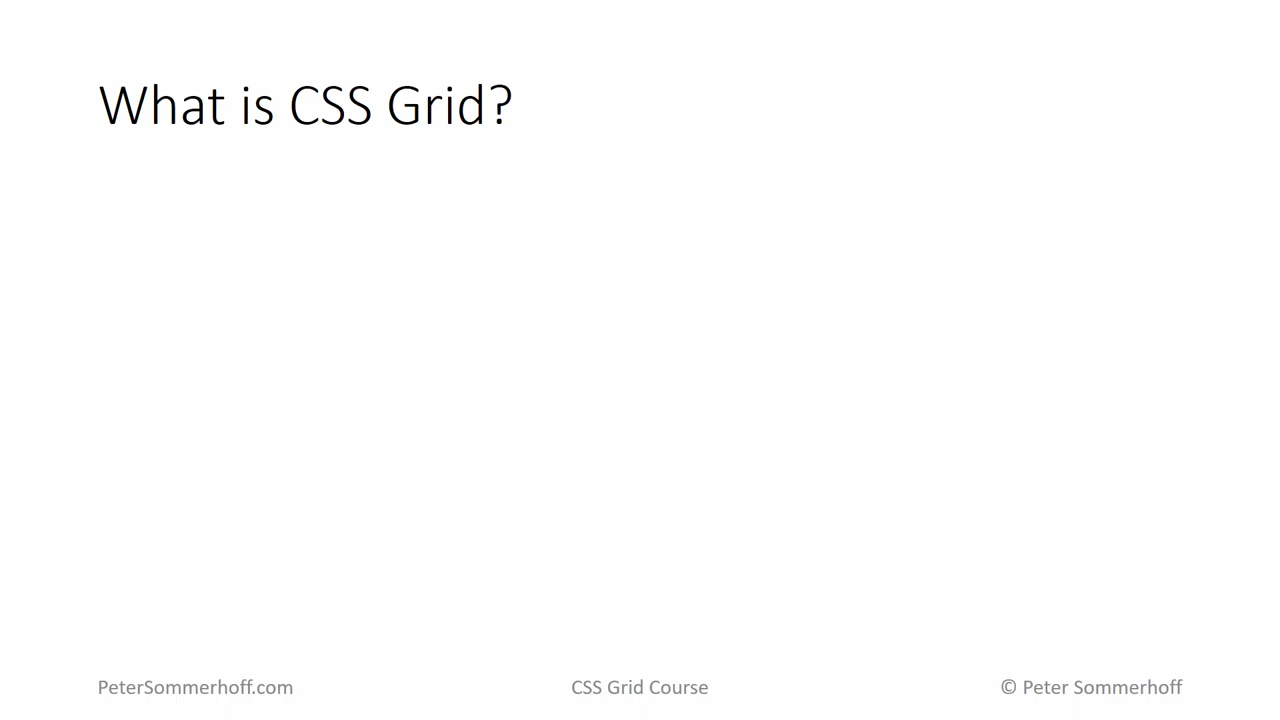 What is CSS Grid?
PeterSommerhoff.com
CSS Grid Course
© Peter Sommerhoff